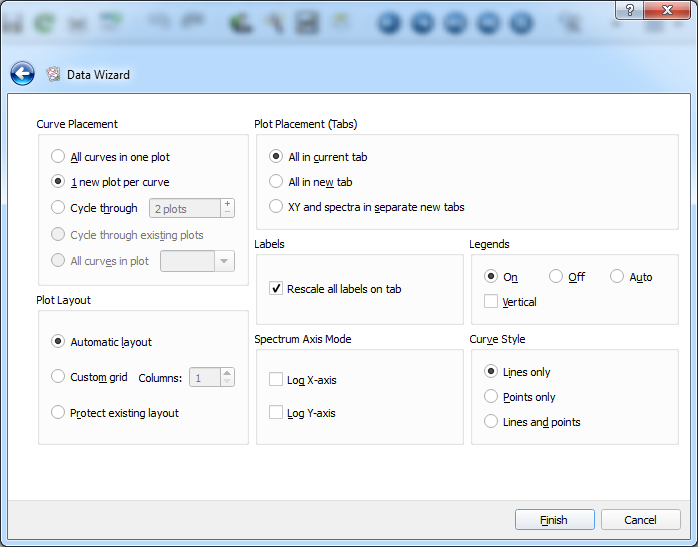 ?
Data Wizard
Curve Placement
All curves in one plot
1 new plot per curve
Cycle through 2 plots
Cycle through existing plots
All curves in plot
Plot Layout
Automatic layout
Custom grid Columns: 1
Protect existing layout
Plot Placement (Tabs)
All in current tab
All in new tab
XY and spectra in separate new tabs
Labels
Rescale all labels on tab
Legends
On Off Auto
Vertical
Spectrum Axis Mode
Log X-axis
Log Y-axis
Curve Style
Lines only
Points only
Lines and points
Finish Cancel